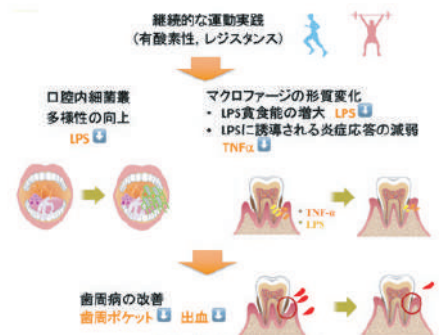 継続的な運動実践
(有酸素性, レジスタンス)
口腔内細菌叢
多様性の向上
LPS
マクロファージの形質変化
・ LPS貪食能の増大 LPS
・ LPSに誘導される炎症応答の減弱
TNFα
• TNF-α
• LPS
歯周病の改善
歯周ポケット 出血